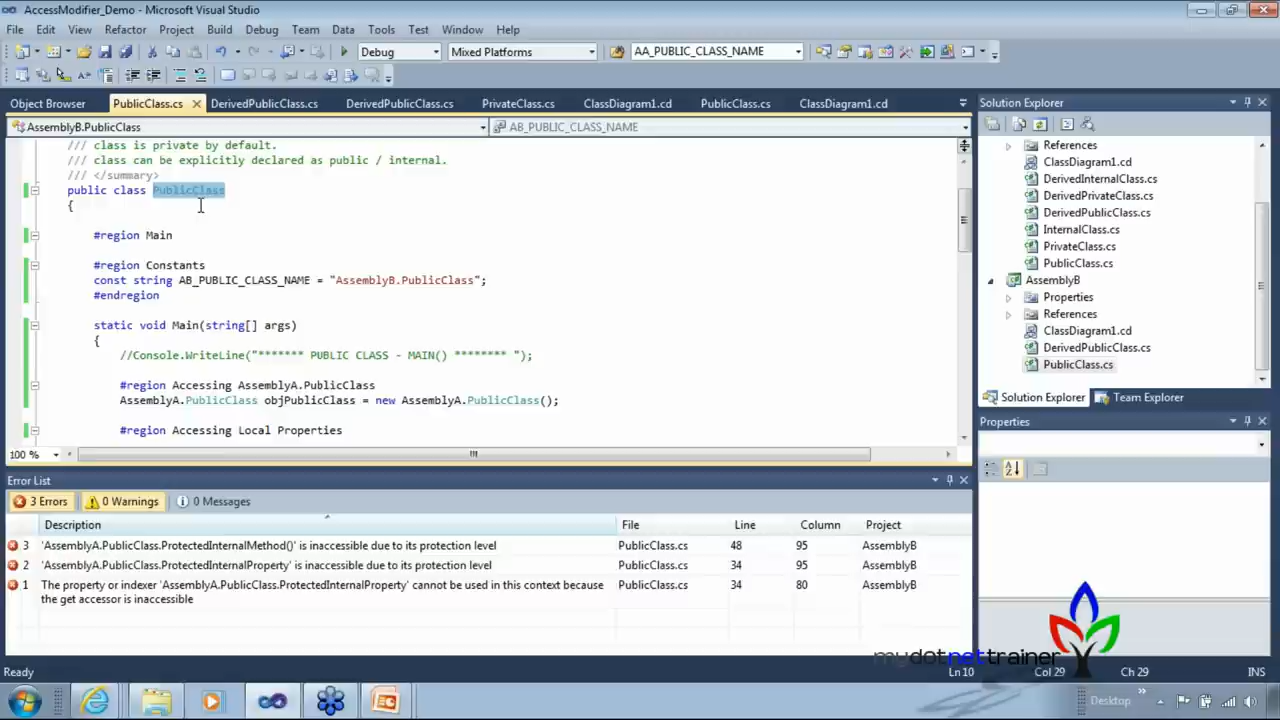 AccessModifier_Demo - Microsoft Visual Studio
File Edit View Refactor Project Build Debug Team Data Tools Test Window Help
Debug Mixed Platforms AA_PUBLIC_CLASS_NAME
Object Browser PublicClass.cs DerivedPublicClass.cs DerivedPublicClass.cs PrivateClass.cs ClassDiagram1.cd PublicClass.cs ClassDiagram1.cd
AssemblyB.PublicClass AB_PUBLIC_CLASS_NAME
/// class is private by default.
/// class can be explicitly declared as public / internal.
/// </summary>
public class PublicClass
{
#region Main
#region Constants
const string AB_PUBLIC_CLASS_NAME = "AssemblyB.PublicClass";
#endregion
static void Main(string[] args)
{
//Console.WriteLine("******* PUBLIC CLASS - MAIN() ******** ");
#region Accessing AssemblyA.PublicClass
AssemblyA.PublicClass objPublicClass = new AssemblyA.PublicClass();
#region Accessing Local Properties
100 %
Solution Explorer
References
ClassDiagram1.cd
DerivedInternalClass.cs
DerivedPrivateClass.cs
DerivedPublicClass.cs
InternalClass.cs
PrivateClass.cs
PublicClass.cs
AssemblyB
Properties
References
ClassDiagram1.cd
DerivedPublicClass.cs
PublicClass.cs
Solution Explorer Team Explorer
Properties
Error List
3 Errors 0 Warnings 0 Messages
Description File Line Column Project
3 'AssemblyA.PublicClass.ProtectedInternalMethod()' is inaccessible due to its protection level PublicClass.cs 48 95 AssemblyB
2 'AssemblyA.PublicClass.ProtectedInternalProperty' is inaccessible due to its protection level PublicClass.cs 34 95 AssemblyB
1 The property or indexer 'AssemblyA.PublicClass.ProtectedInternalProperty' cannot be used in this context because PublicClass.cs 34 80 AssemblyB
the get accessor is inaccessible
mydotnettrainer
Ready Ln 10 Col 29 Ch 29 INS
Desktop